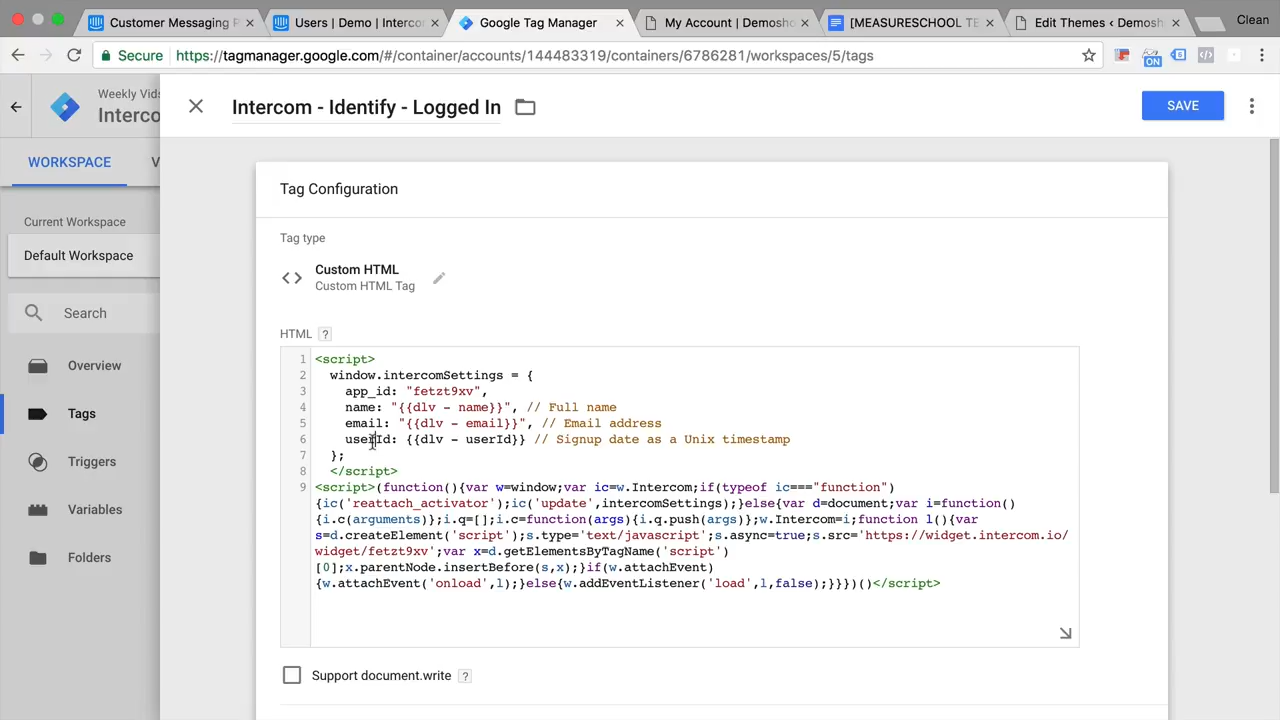 Customer Messaging P
Users | Demo | Interco
Google Tag Manager
My Account | Demosho
[MEASURESCHOOL TE
Edit Themes ‹ Demosh
Clean
Secure
https://tagmanager.google.com/#/container/accounts/144483319/containers/6786281/workspaces/5/tags
ON
6
Weekly Vids
Interco
Intercom - Identify - Logged In
SAVE
WORKSPACE
V
Current Workspace
Default Workspace
Search
Overview
Tags
Triggers
Variables
Folders
Tag Configuration
Tag type
Custom HTML
Custom HTML Tag
HTML ?
1 <script>
2 window.intercomSettings = {
3 app_id: "fetzt9xv",
4 name: "{{dlv - name}}", // Full name
5 email: "{{dlv - email}}", // Email address
6 userId: {{dlv - userId}} // Signup date as a Unix timestamp
7 };
8 </script>
9 <script>(function(){var w=window;var ic=w.Intercom;if(typeof ic==="function")
{ic('reattach_activator');ic('update',intercomSettings);}else{var d=document;var i=function()
{i.c(arguments)};i.q=[];i.c=function(args){i.q.push(args)};w.Intercom=i;function l(){var
s=d.createElement('script');s.type='text/javascript';s.async=true;s.src='https://widget.intercom.io/
widget/fetzt9xv';var x=d.getElementsByTagName('script')
[0];x.parentNode.insertBefore(s,x);}if(w.attachEvent)
{w.attachEvent('onload',l);}else{w.addEventListener('load',l,false);}}})()</script>
Support document.write ?